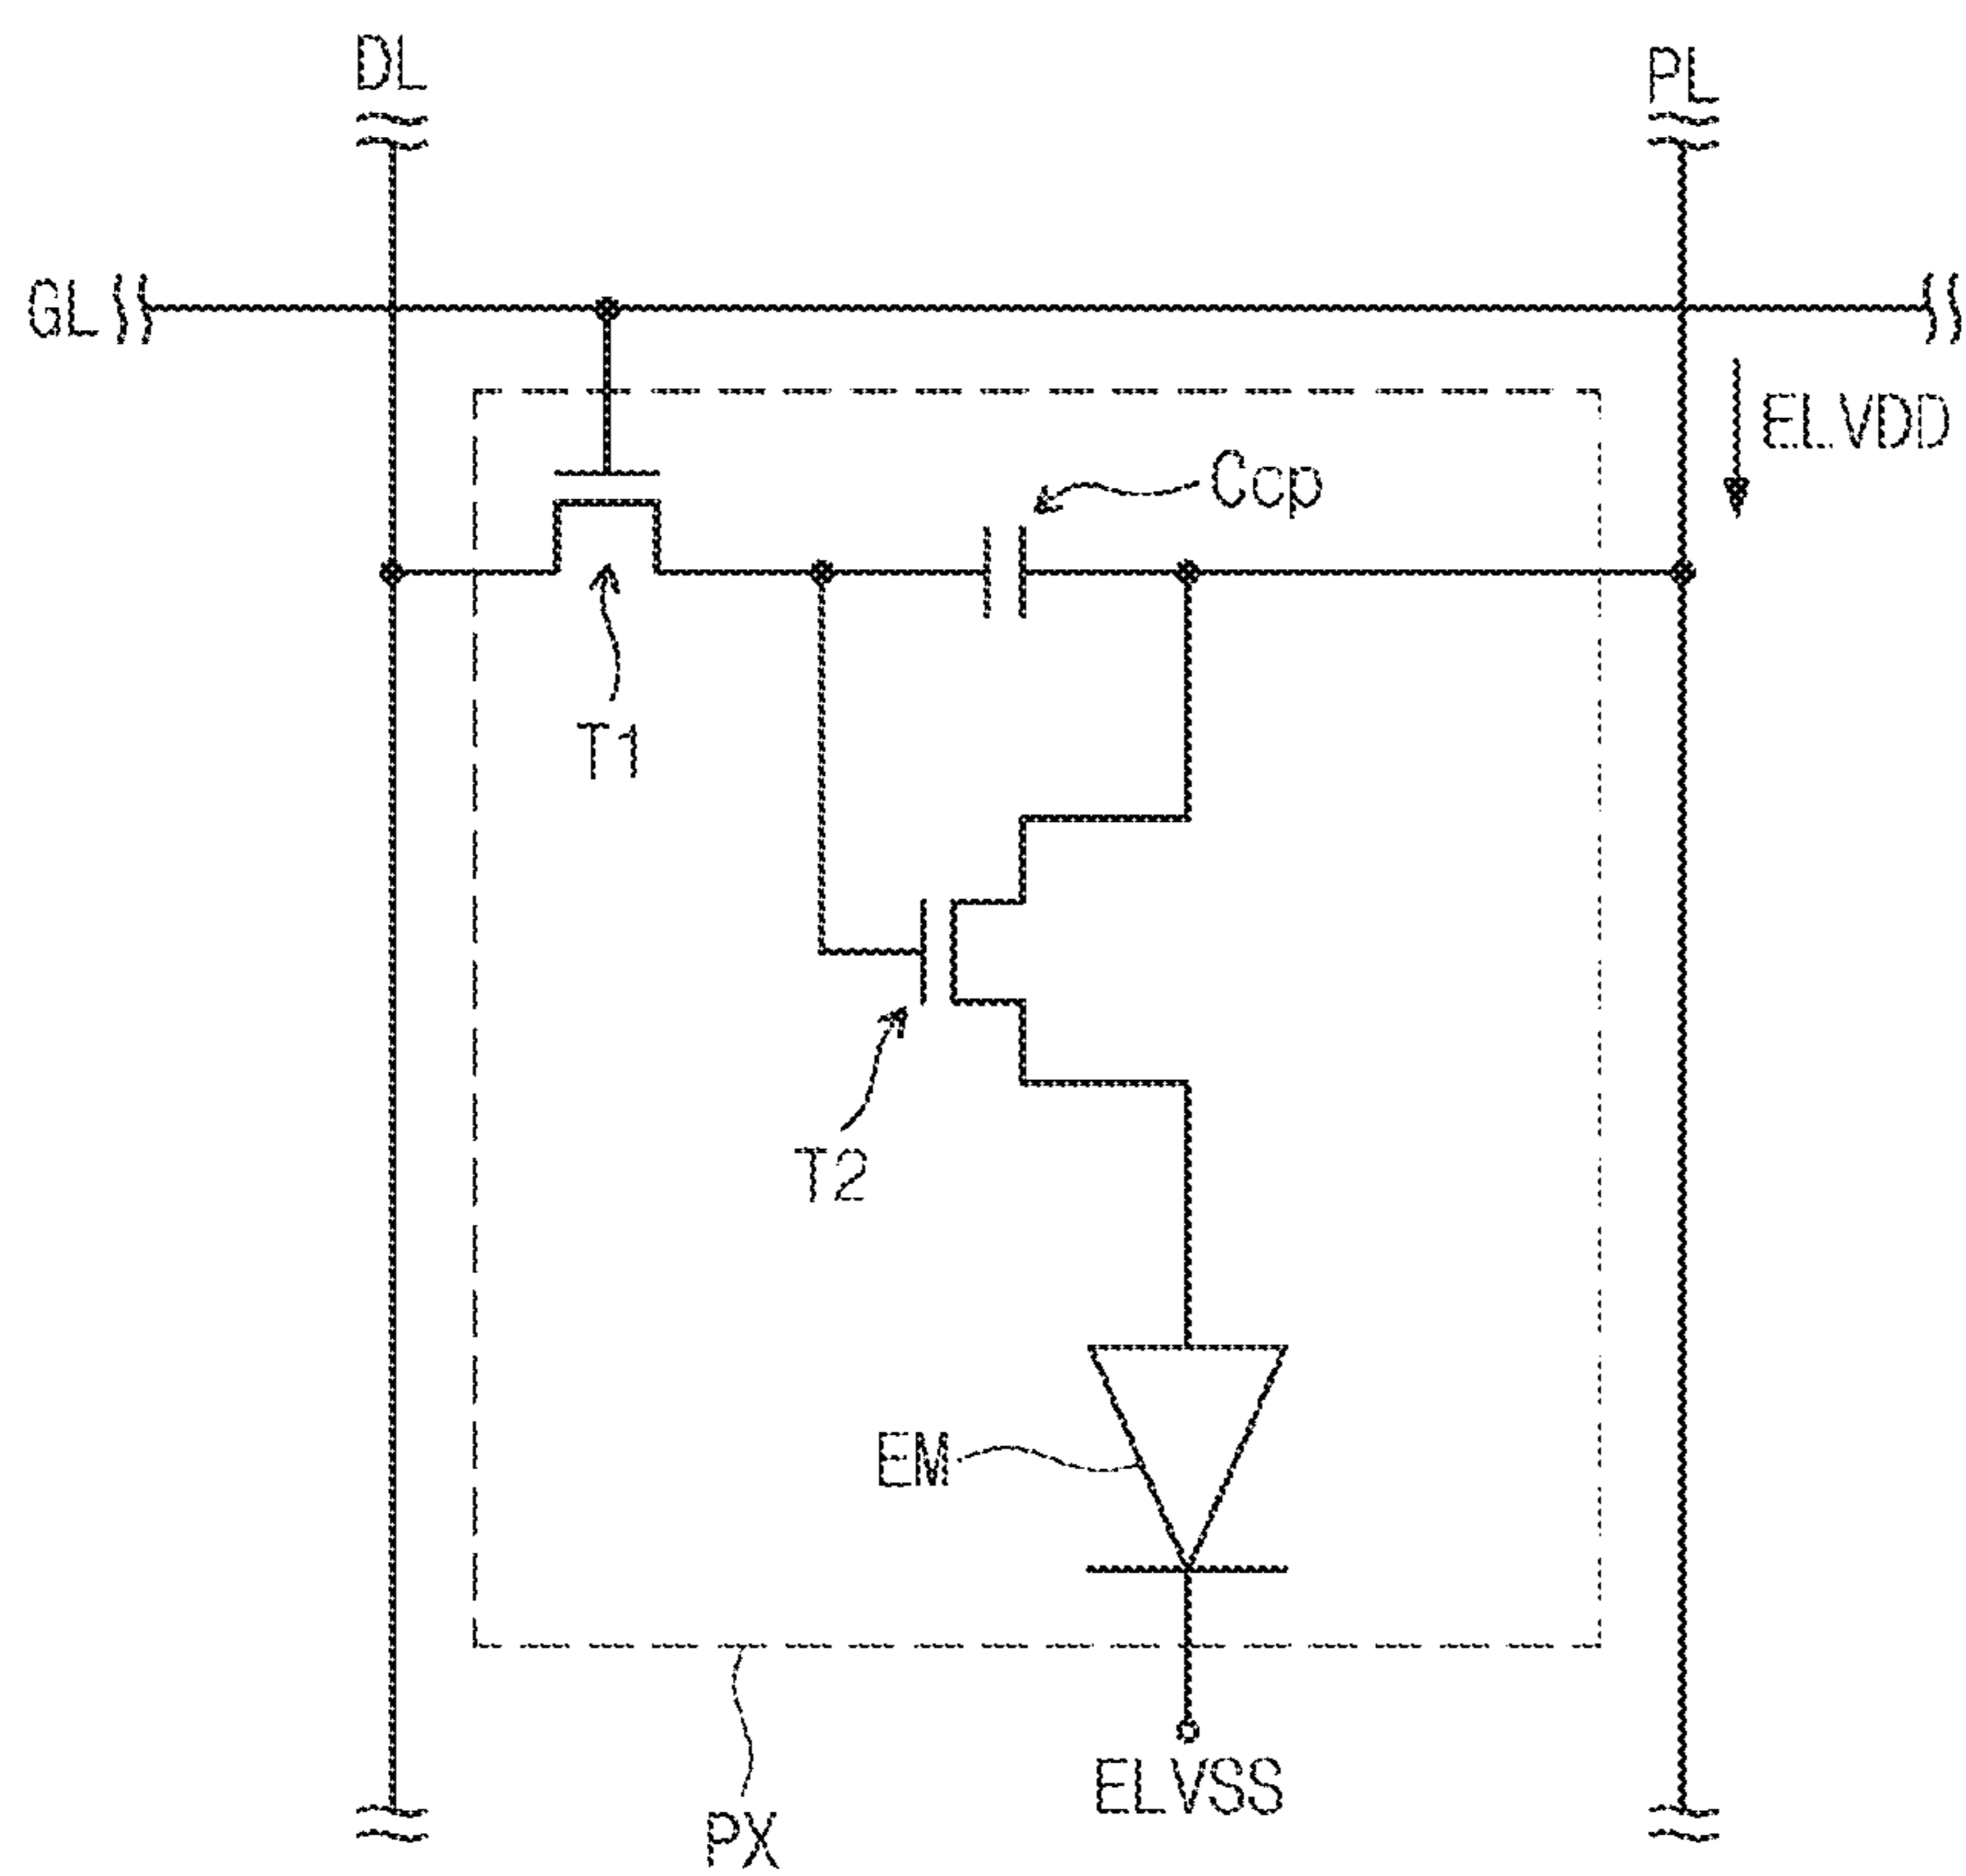 DL
PL
GL
ELVDD
Ccp
T1
T2
EM
ELVSS
PX